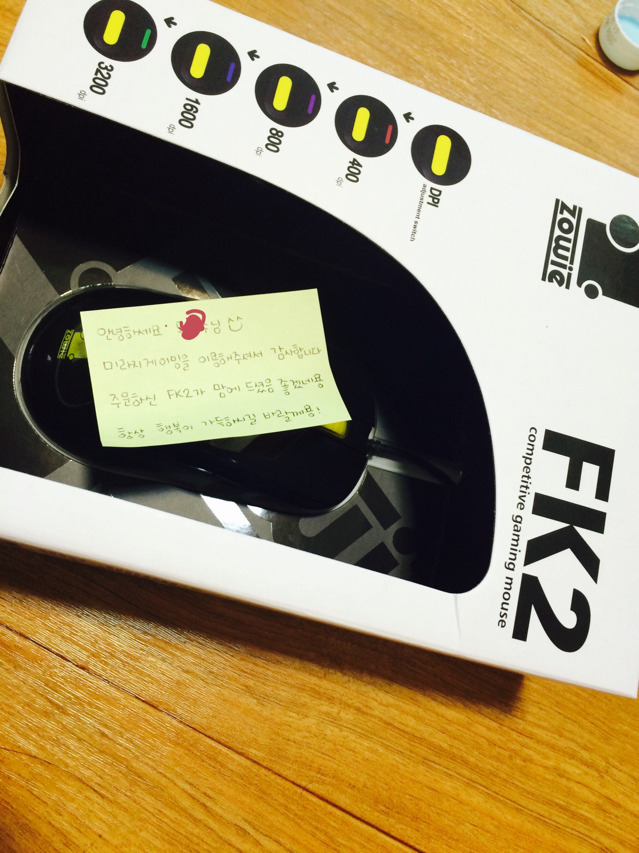 3200
dpi
1600
dpi
800
dpi
400
dpi
DPI
adjustment switch
ZOWIE
ZOWIE
안녕하세요. 님 ^^
미라지게이밍을 이용해주셔서 감사합니다
주문하신 FK2가 맘에 드셨음 좋겠네용
항상 행복이 가득하시길 바랄께용!
FK2
competitive gaming mouse